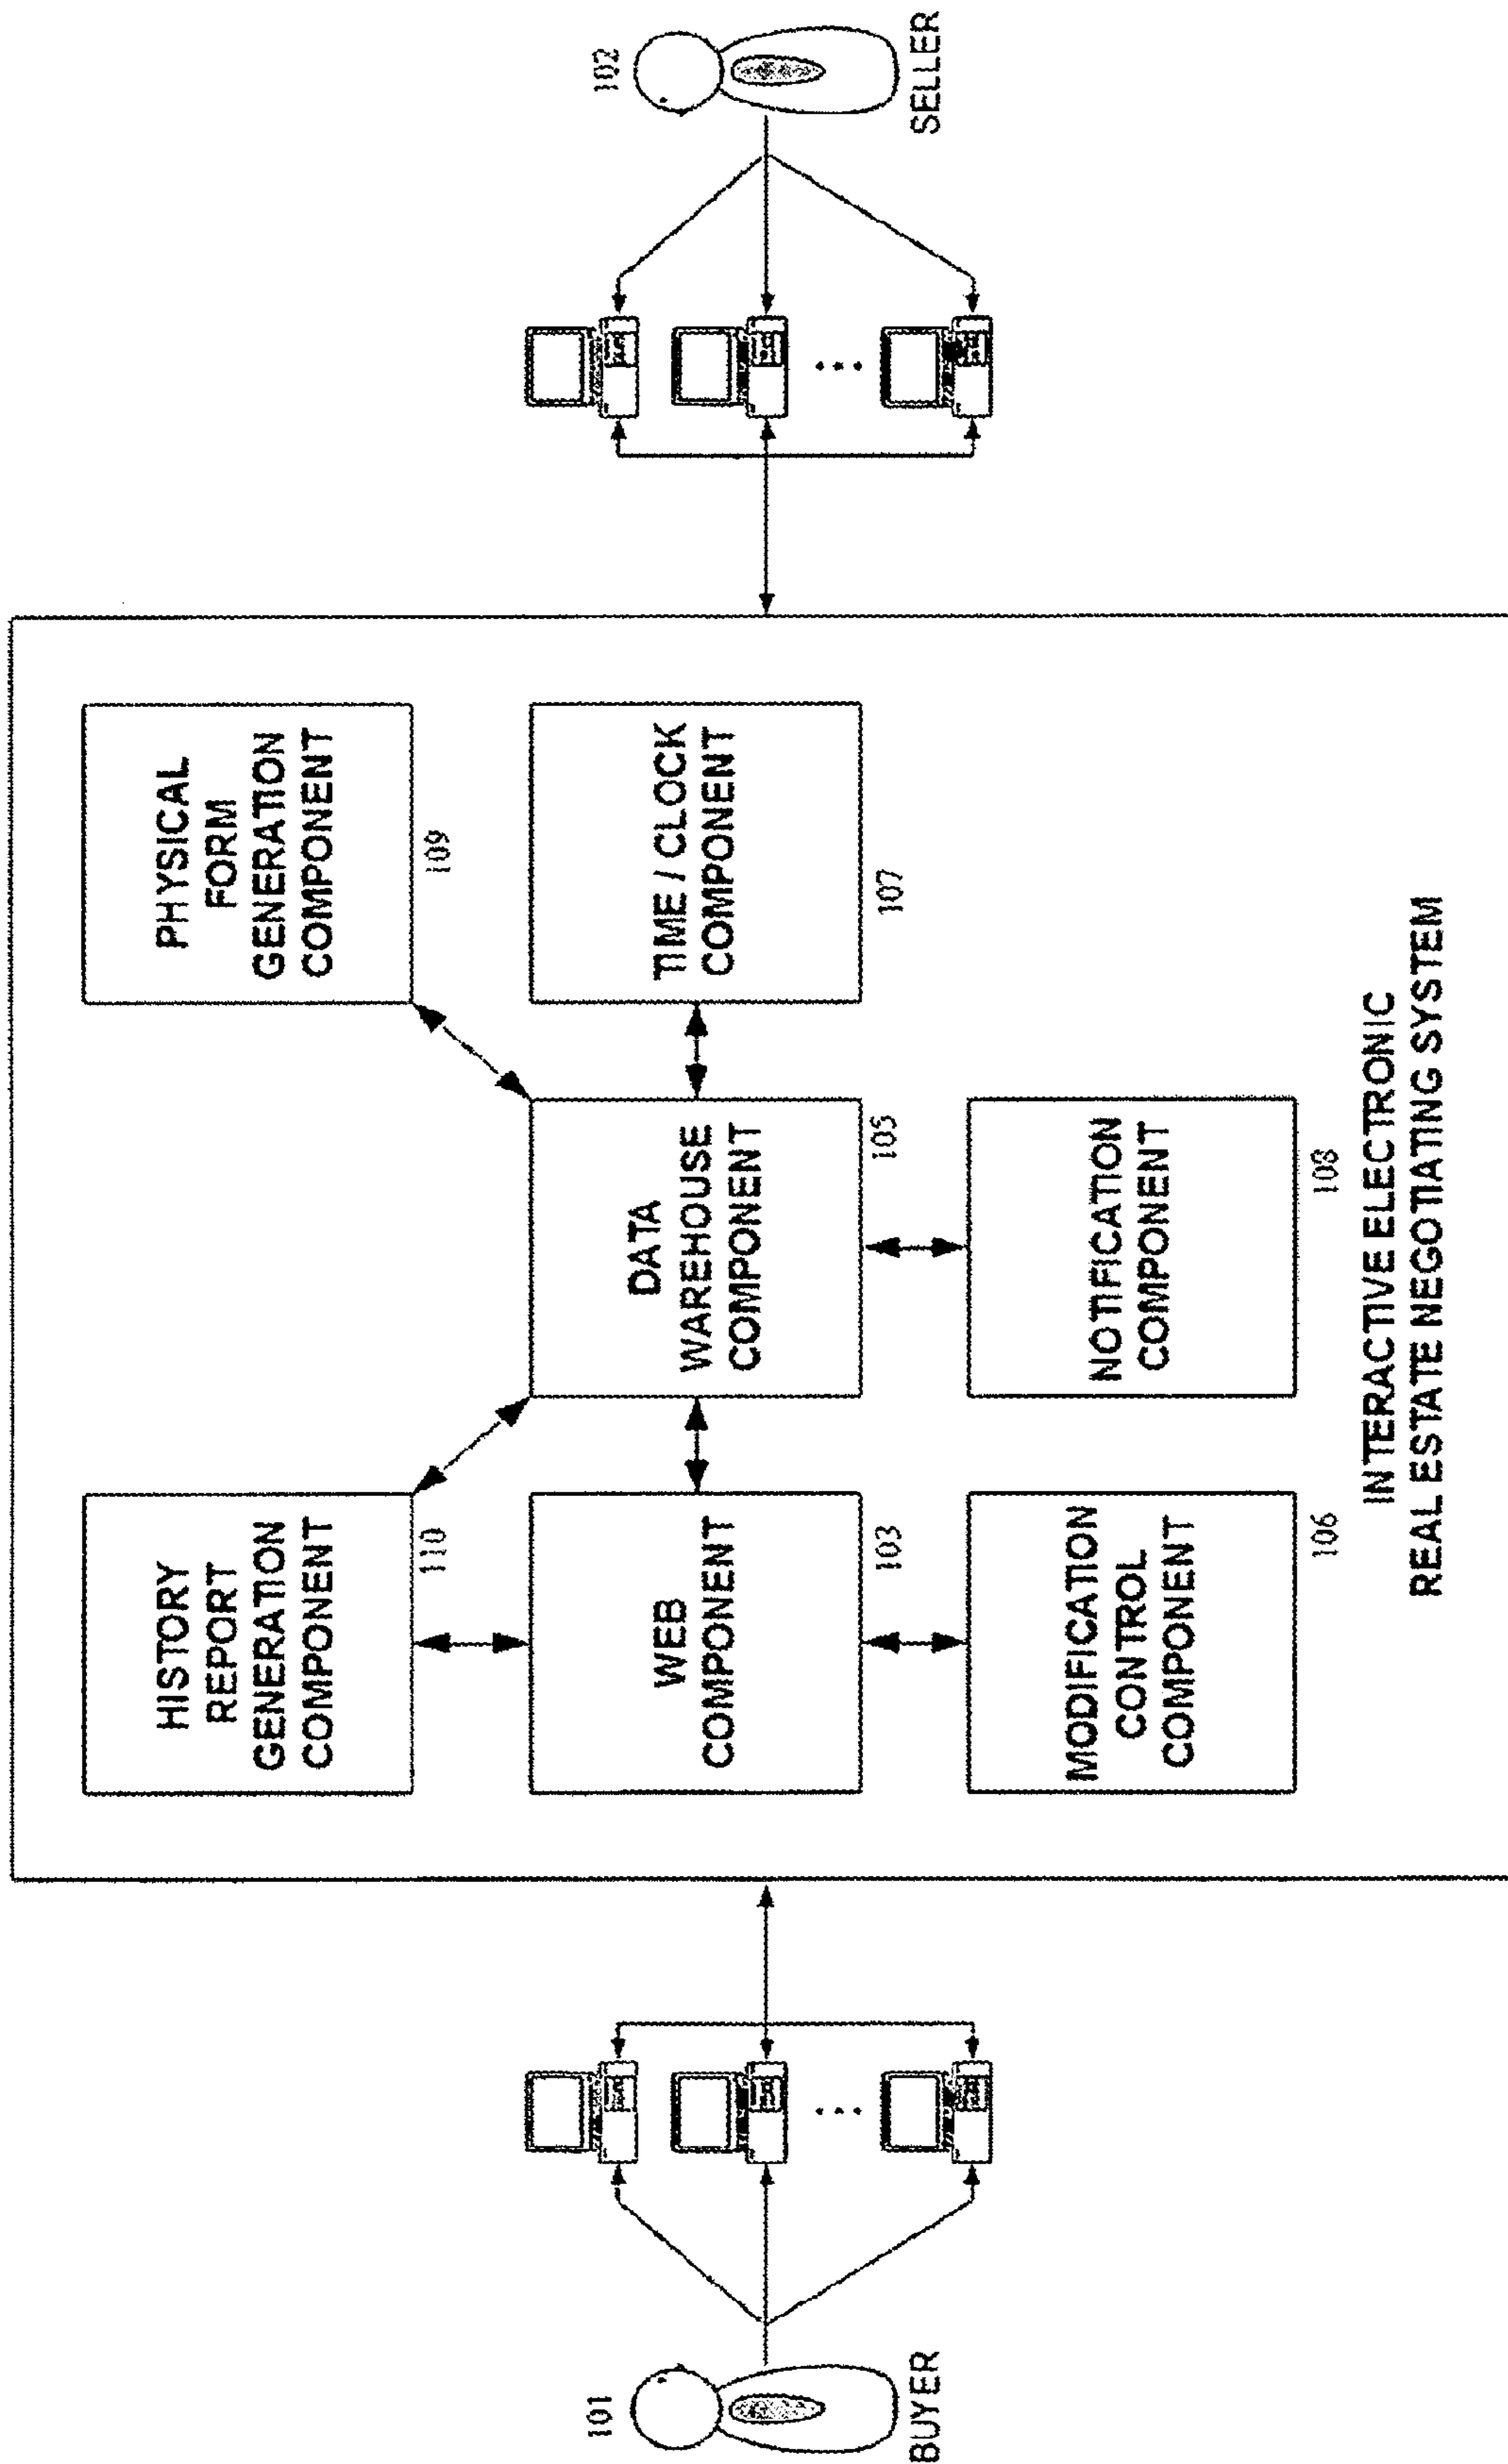 101
BUYER
HISTORY
REPORT
GENERATION
COMPONENT
110
PHYSICAL
FORM
GENERATION
COMPONENT
109
WEB
COMPONENT
103
DATA
WAREHOUSE
COMPONENT
105
TIME / CLOCK
COMPONENT
107
MODIFICATION
CONTROL
COMPONENT
106
NOTIFICATION
COMPONENT
108
INTERACTIVE ELECTRONIC
REAL ESTATE NEGOTIATING SYSTEM
102
SELLER